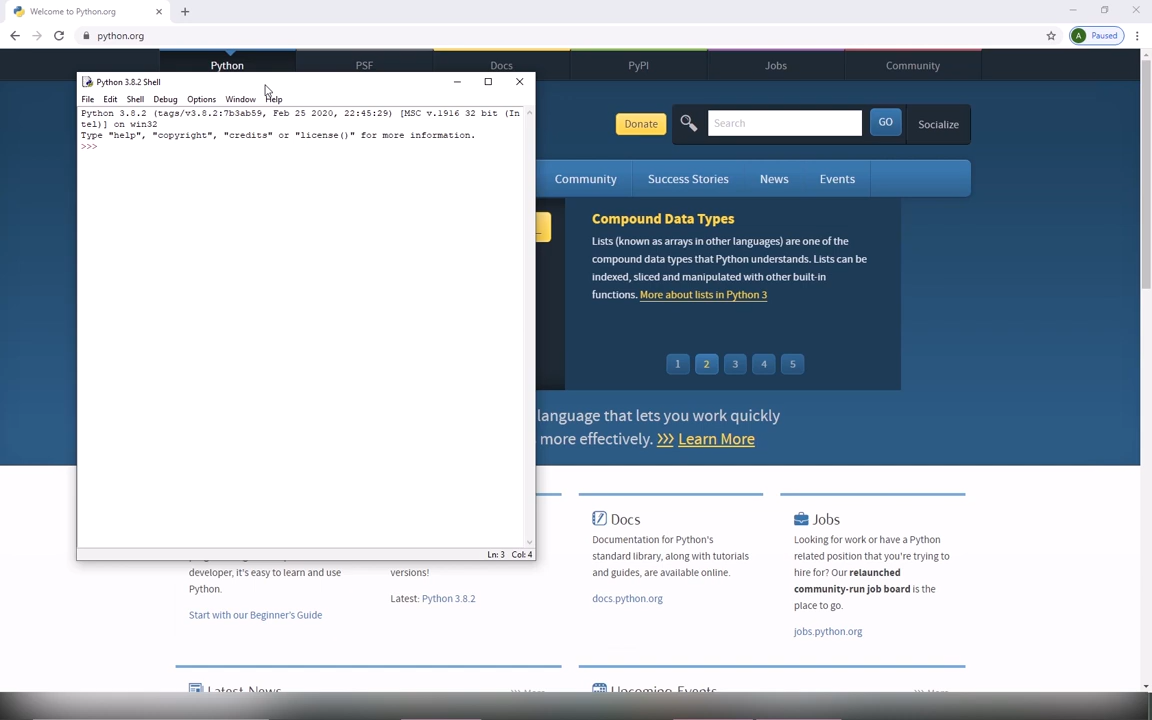 Welcome to Python.org
python.org
A Paused
Python PSF Docs PyPI Jobs Community
Python 3.8.2 Shell
File Edit Shell Debug Options Window Help
Python 3.8.2 (tags/v3.8.2:7b3ab59, Feb 25 2020, 22:45:29) [MSC v.1916 32 bit (In
tel)] on win32
Type "help", "copyright", "credits" or "license()" for more information.
>>>
Ln: 3 Col: 4
Donate Search GO Socialize
Community Success Stories News Events
Compound Data Types
Lists (known as arrays in other languages) are one of the
compound data types that Python understands. Lists can be
indexed, sliced and manipulated with other built-in
functions. More about lists in Python 3
1 2 3 4 5
language that lets you work quickly
more effectively. >>> Learn More
developer, it's easy to learn and use
Python.
Start with our Beginner's Guide
versions!
Latest: Python 3.8.2
Docs
Documentation for Python's
standard library, along with tutorials
and guides, are available online.
docs.python.org
Jobs
Looking for work or have a Python
related position that you're trying to
hire for? Our relaunched
community-run job board is the
place to go.
jobs.python.org
Latest News >>> More
Upcoming Events >>> More